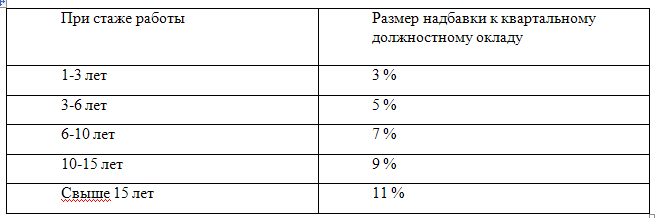 При стаже работы
Размер надбавки к квартальному
должностному окладу
1-3 лет
3 %
3-6 лет
5 %
6-10 лет
7 %
10-15 лет
9 %
Свыше 15 лет
11 %